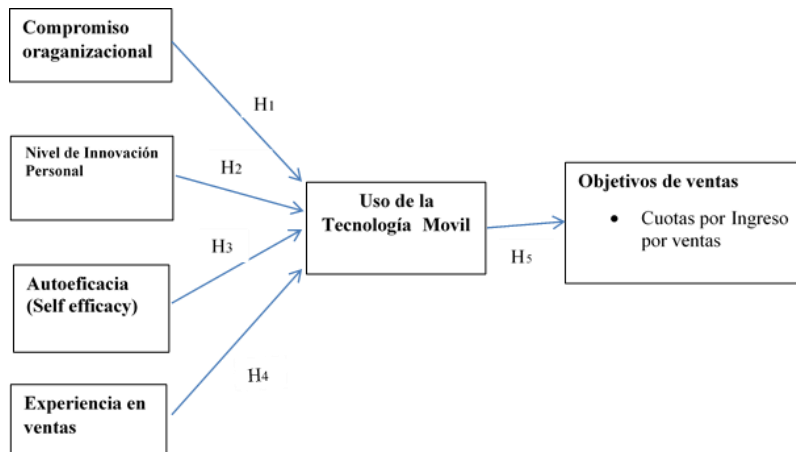 Compromiso
oraganizacional
H1
Nivel de Innovación
Personal
H2
Uso de la
Tecnología Movil
Objetivos de ventas
• Cuotas por Ingreso
por ventas
H3
H5
Autoeficacia
(Self efficacy)
H4
Experiencia en
ventas